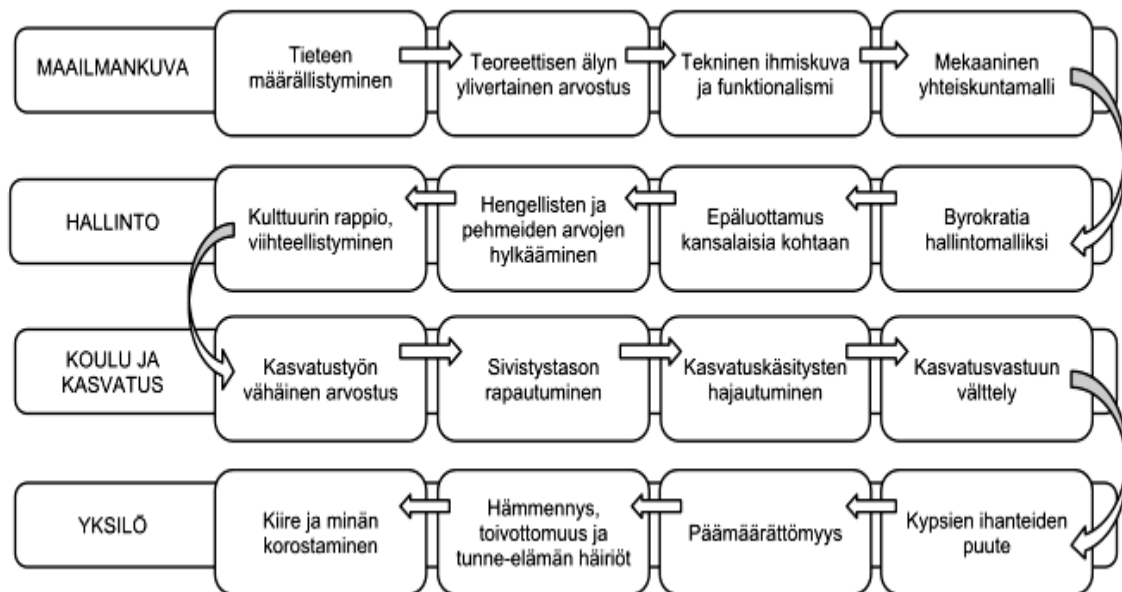 MAAILMANKUVA
Tieteen
määrällistyminen
Teoreettisen älyn
ylivertainen arvostus
Tekninen ihmiskuva
ja funktionalismi
Mekaaninen
yhteiskuntamalli
HALLINTO
Kulttuurin rappio,
viihteellistyminen
Hengellisten ja
pehmeiden arvojen
hylkääminen
Epäluottamus
kansalaisia kohtaan
Byrokratia
hallintomalliksi
KOULU JA
KASVATUS
Kasvatustyön
vähäinen arvostus
Sivistystason
rapautuminen
Kasvatuskäsitysten
hajautuminen
Kasvatusvastuun
välttely
YKSILÖ
Kiire ja minän
korostaminen
Hämmennys,
toivottomuus ja
tunne-elämän häiriöt
Päämäärättömyys
Kypsien ihanteiden
puute